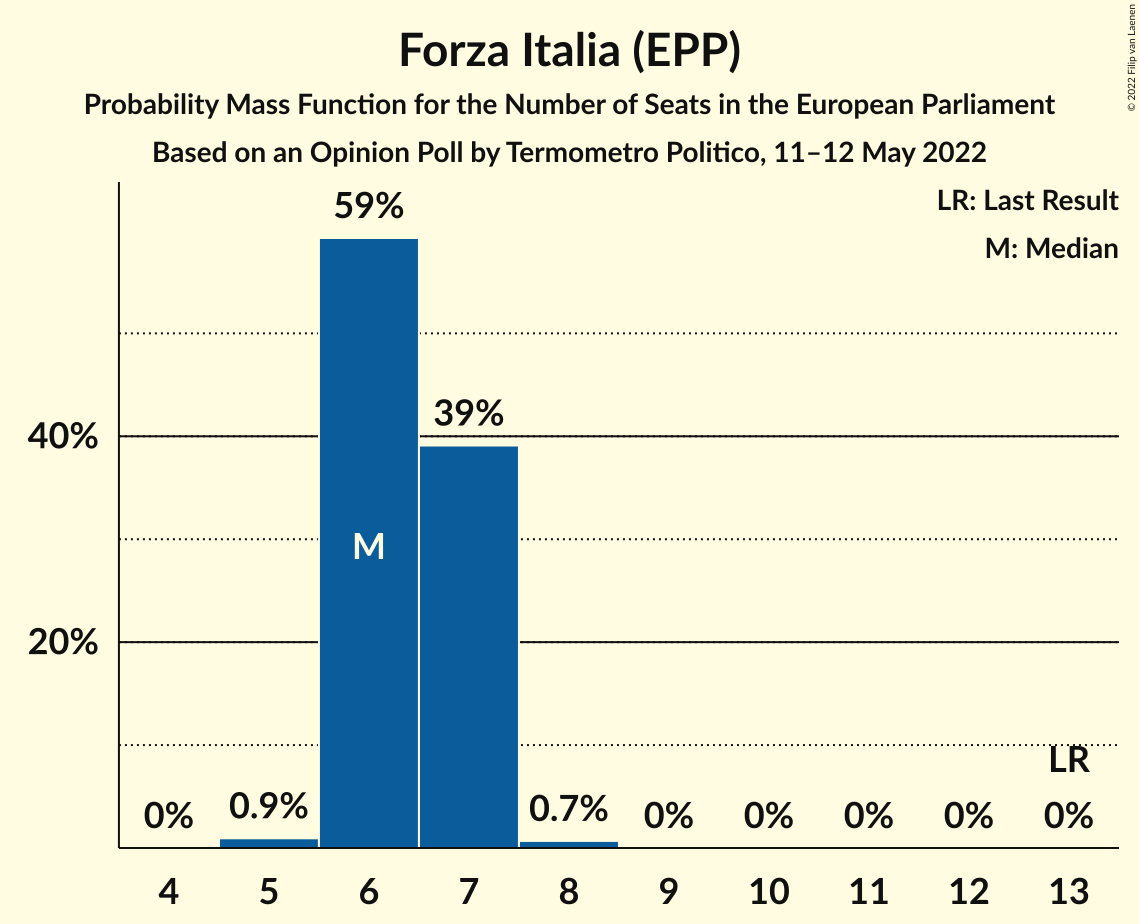 Forza Italia (EPP)
Probability Mass Function for the Number of Seats in the European Parliament
Based on an Opinion Poll by Termometro Politico, 11–12 May 2022
© 2022 Filip van Laenen
LR: Last Result
M: Median
59%
39%
40%
M
20%
LR
0% 0.9% 0.7% 0% 0% 0% 0% 0%
4 5 6 7 8 9 10 11 12 13